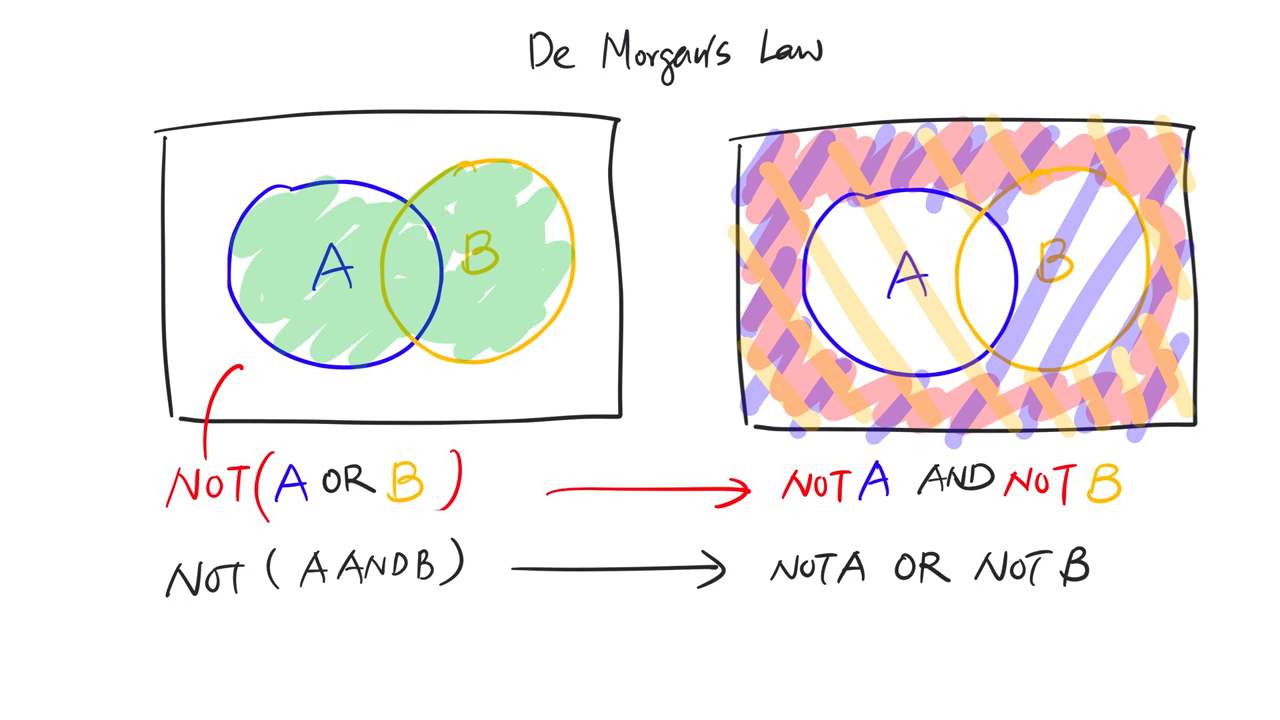 De Morgan's Law
A
B
A
B
NOT (A OR B)
NOT A AND NOT B
NOT ( A AND B )
NOT A OR NOT B